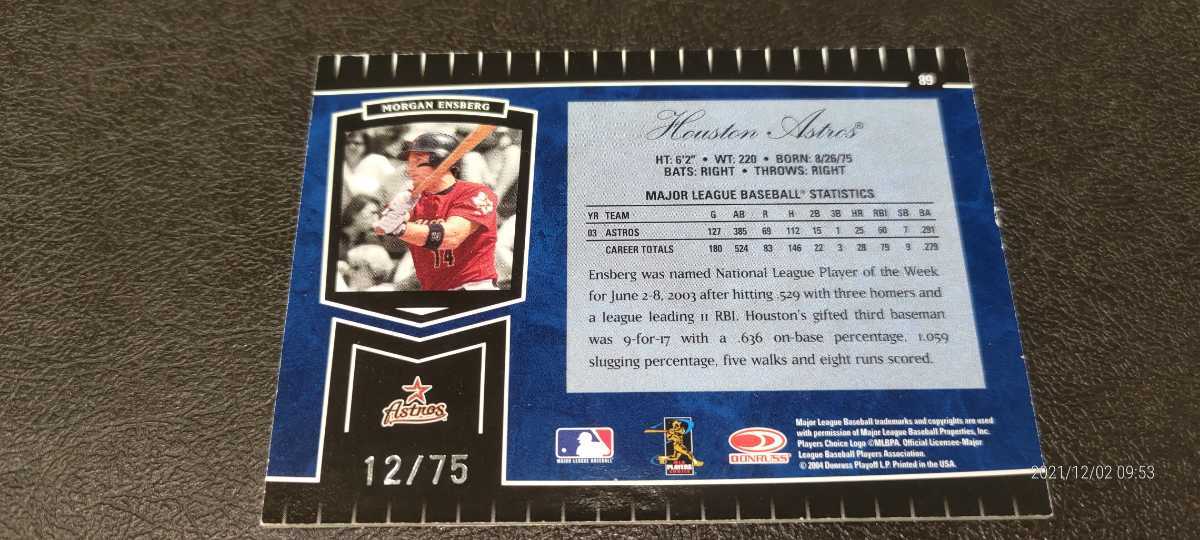 89
MORGAN ENSBERG
14
Astros
12/75
Houston Astros®
HT: 6'2" • WT: 220 • BORN: 8/26/75
BATS: RIGHT • THROWS: RIGHT
MAJOR LEAGUE BASEBALL® STATISTICS
YR TEAM G AB R H 2B 3B HR RBI SB BA
03 ASTROS 127 385 69 112 15 1 25 60 7 .291
CAREER TOTALS 180 524 83 146 22 3 28 79 9 .279
Ensberg was named National League Player of the Week
for June 2-8, 2003 after hitting .529 with three homers and
a league leading 11 RBI. Houston's gifted third baseman
was 9-for-17 with a .636 on-base percentage, 1.059
slugging percentage, five walks and eight runs scored.
MAJOR LEAGUE BASEBALL
PLAYERS CHOICE
DONRUSS
Major League Baseball trademarks and copyrights are used
with permission of Major League Baseball Properties, Inc.
Players Choice Logo ©MLBPA. Official Licensee-Major
League Baseball Players Association.
© 2004 Donruss Playoff L.P. Printed in the USA.
2021/12/02 09:53